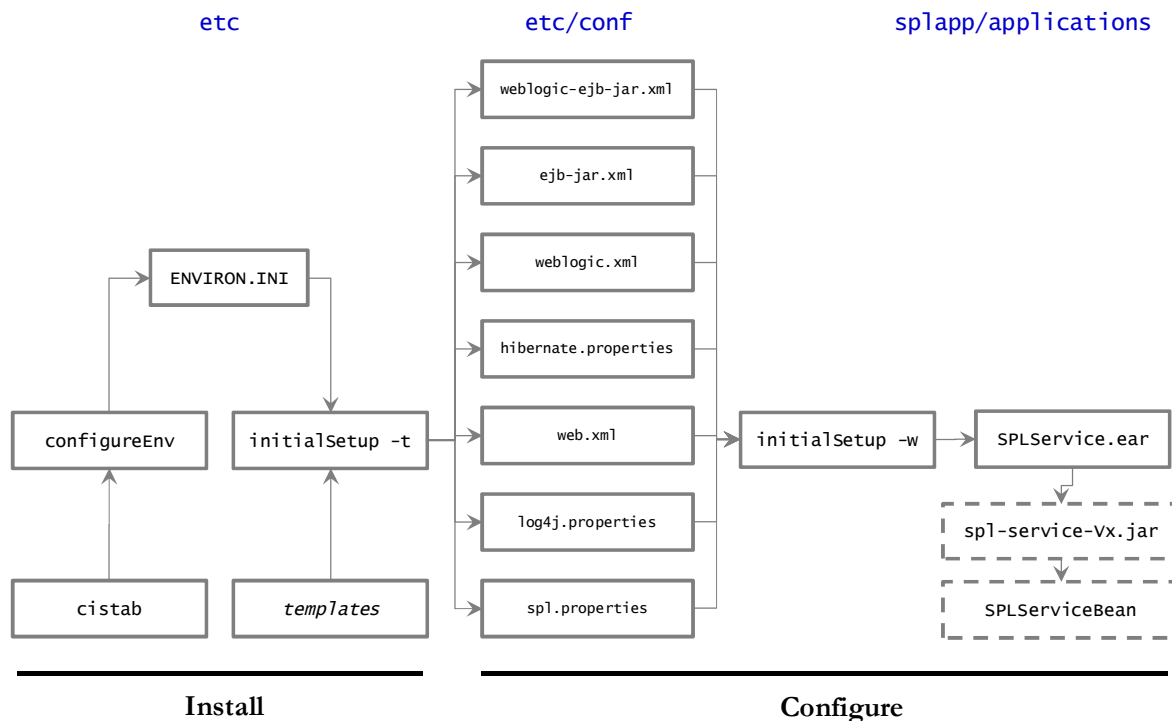 etc
etc/conf
splapp/applications
weblogic-ejb-jar.xml
ejb-jar.xml
weblogic.xml
ENVIRON.INI
hibernate.properties
configureEnv
initialSetup -t
web.xml
initialSetup -w
SPLService.ear
log4j.properties
spl-service-Vx.jar
cistab
templates
spl.properties
SPLServiceBean
Install
Configure